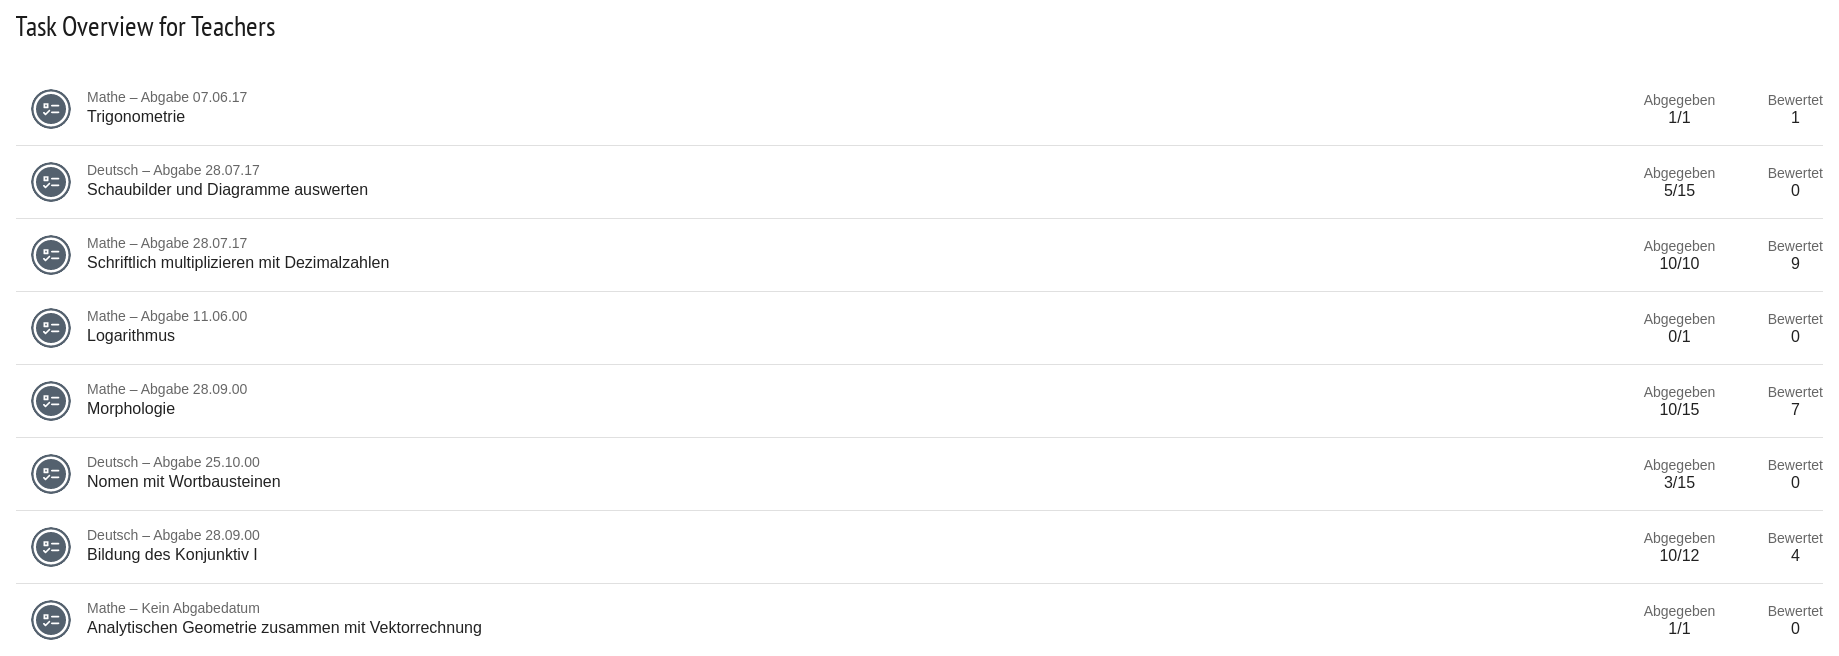 Task Overview for Teachers
Mathe – Abgabe 07.06.17
Trigonometrie
Abgegeben
1/1
Bewertet
1
Deutsch – Abgabe 28.07.17
Schaubilder und Diagramme auswerten
Abgegeben
5/15
Bewertet
0
Mathe – Abgabe 28.07.17
Schriftlich multiplizieren mit Dezimalzahlen
Abgegeben
10/10
Bewertet
9
Mathe – Abgabe 11.06.00
Logarithmus
Abgegeben
0/1
Bewertet
0
Mathe – Abgabe 28.09.00
Morphologie
Abgegeben
10/15
Bewertet
7
Deutsch – Abgabe 25.10.00
Nomen mit Wortbausteinen
Abgegeben
3/15
Bewertet
0
Deutsch – Abgabe 28.09.00
Bildung des Konjunktiv I
Abgegeben
10/12
Bewertet
4
Mathe – Kein Abgabedatum
Analytischen Geometrie zusammen mit Vektorrechnung
Abgegeben
1/1
Bewertet
0